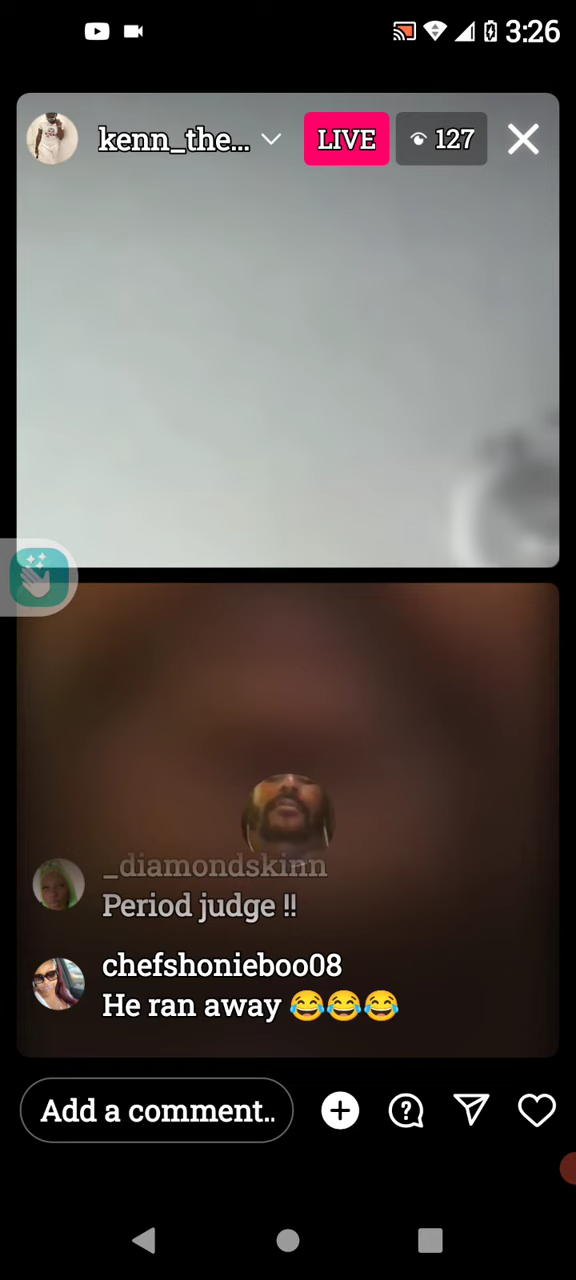 3:26
kenn_the...
LIVE
127
_diamondskinn
Period judge !!
chefshonieboo08
He ran away 😂😂😂
Add a comment..